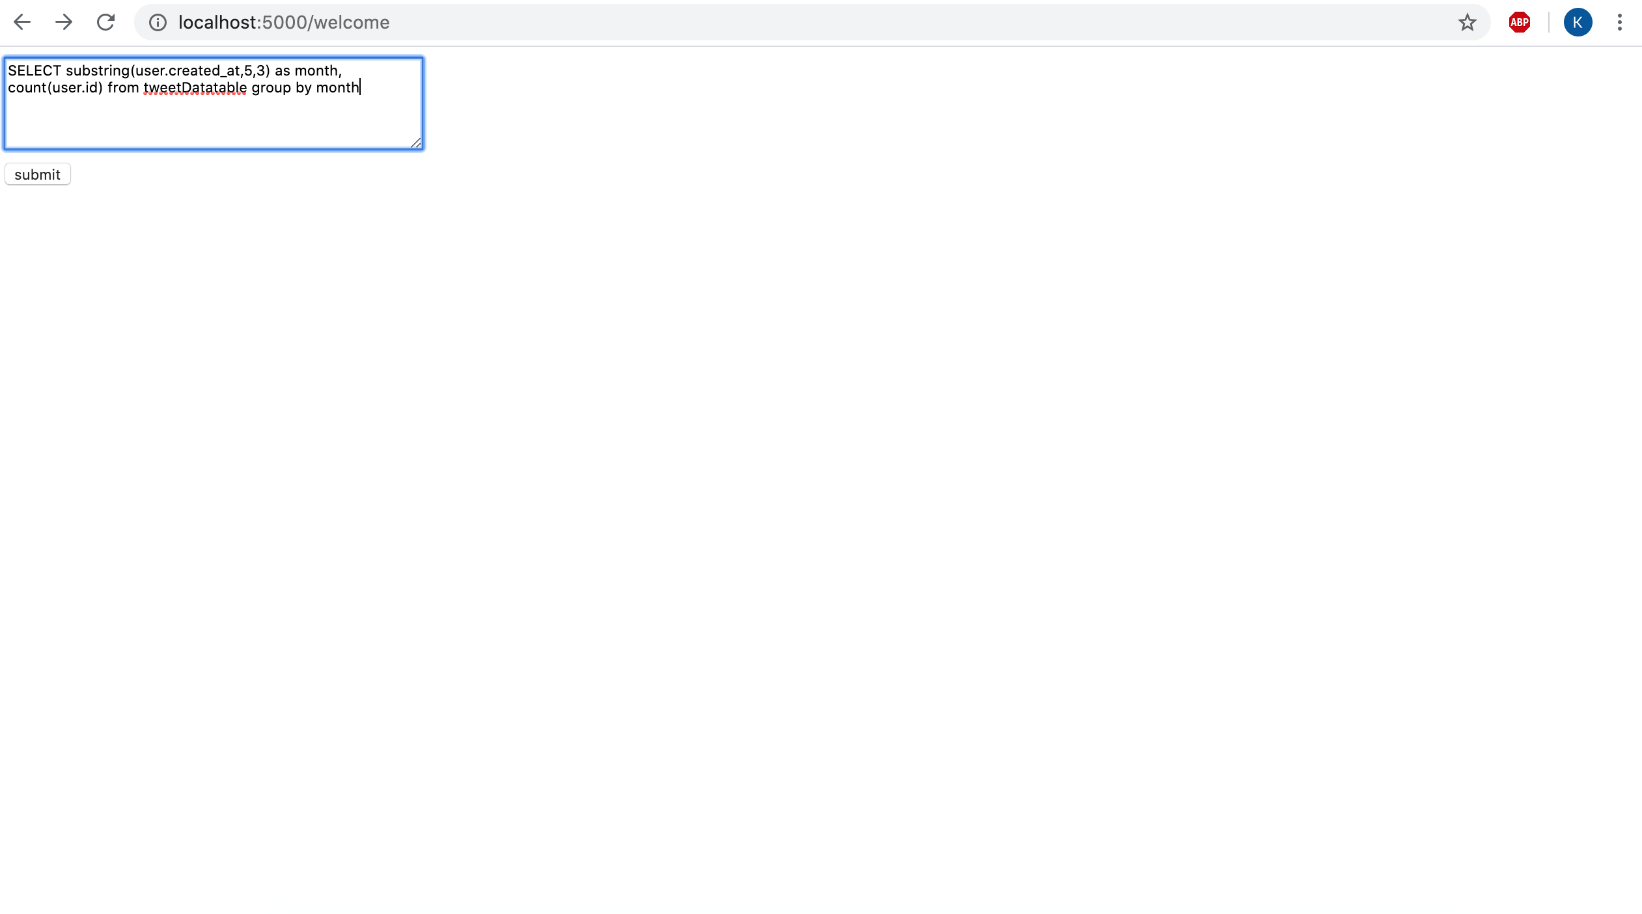 localhost:5000/welcome
ABP
K
SELECT substring(user.created_at,5,3) as month,
count(user.id) from tweetDatatable group by month
submit